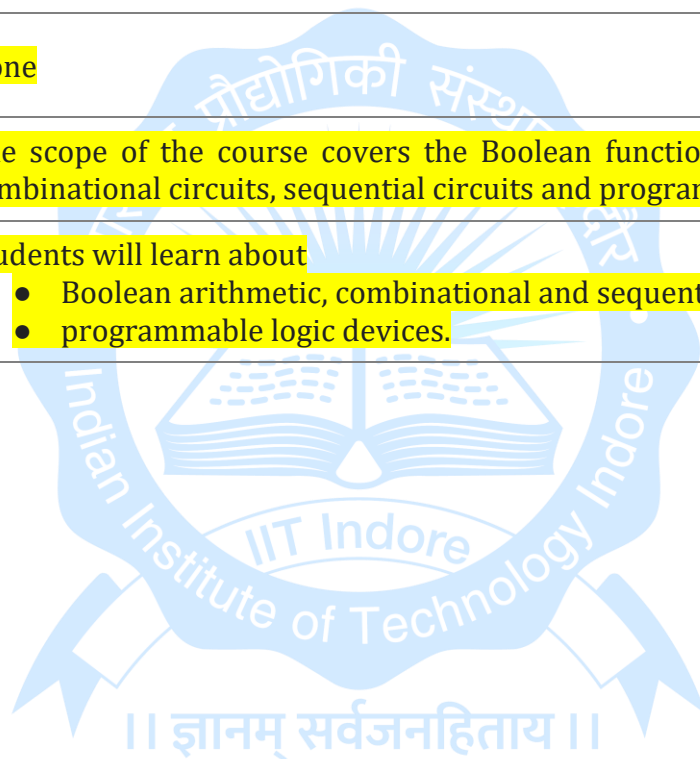 one
e scope of the course covers the Boolean functio
mbinational circuits, sequential circuits and program
udents will learn about
● Boolean arithmetic, combinational and sequent
● programmable logic devices.
प्रौद्योगिकी संस्थान
Indian Institute of Technology Indore
IIT Indore
।। ज्ञानम् सर्वजनहिताय ।।